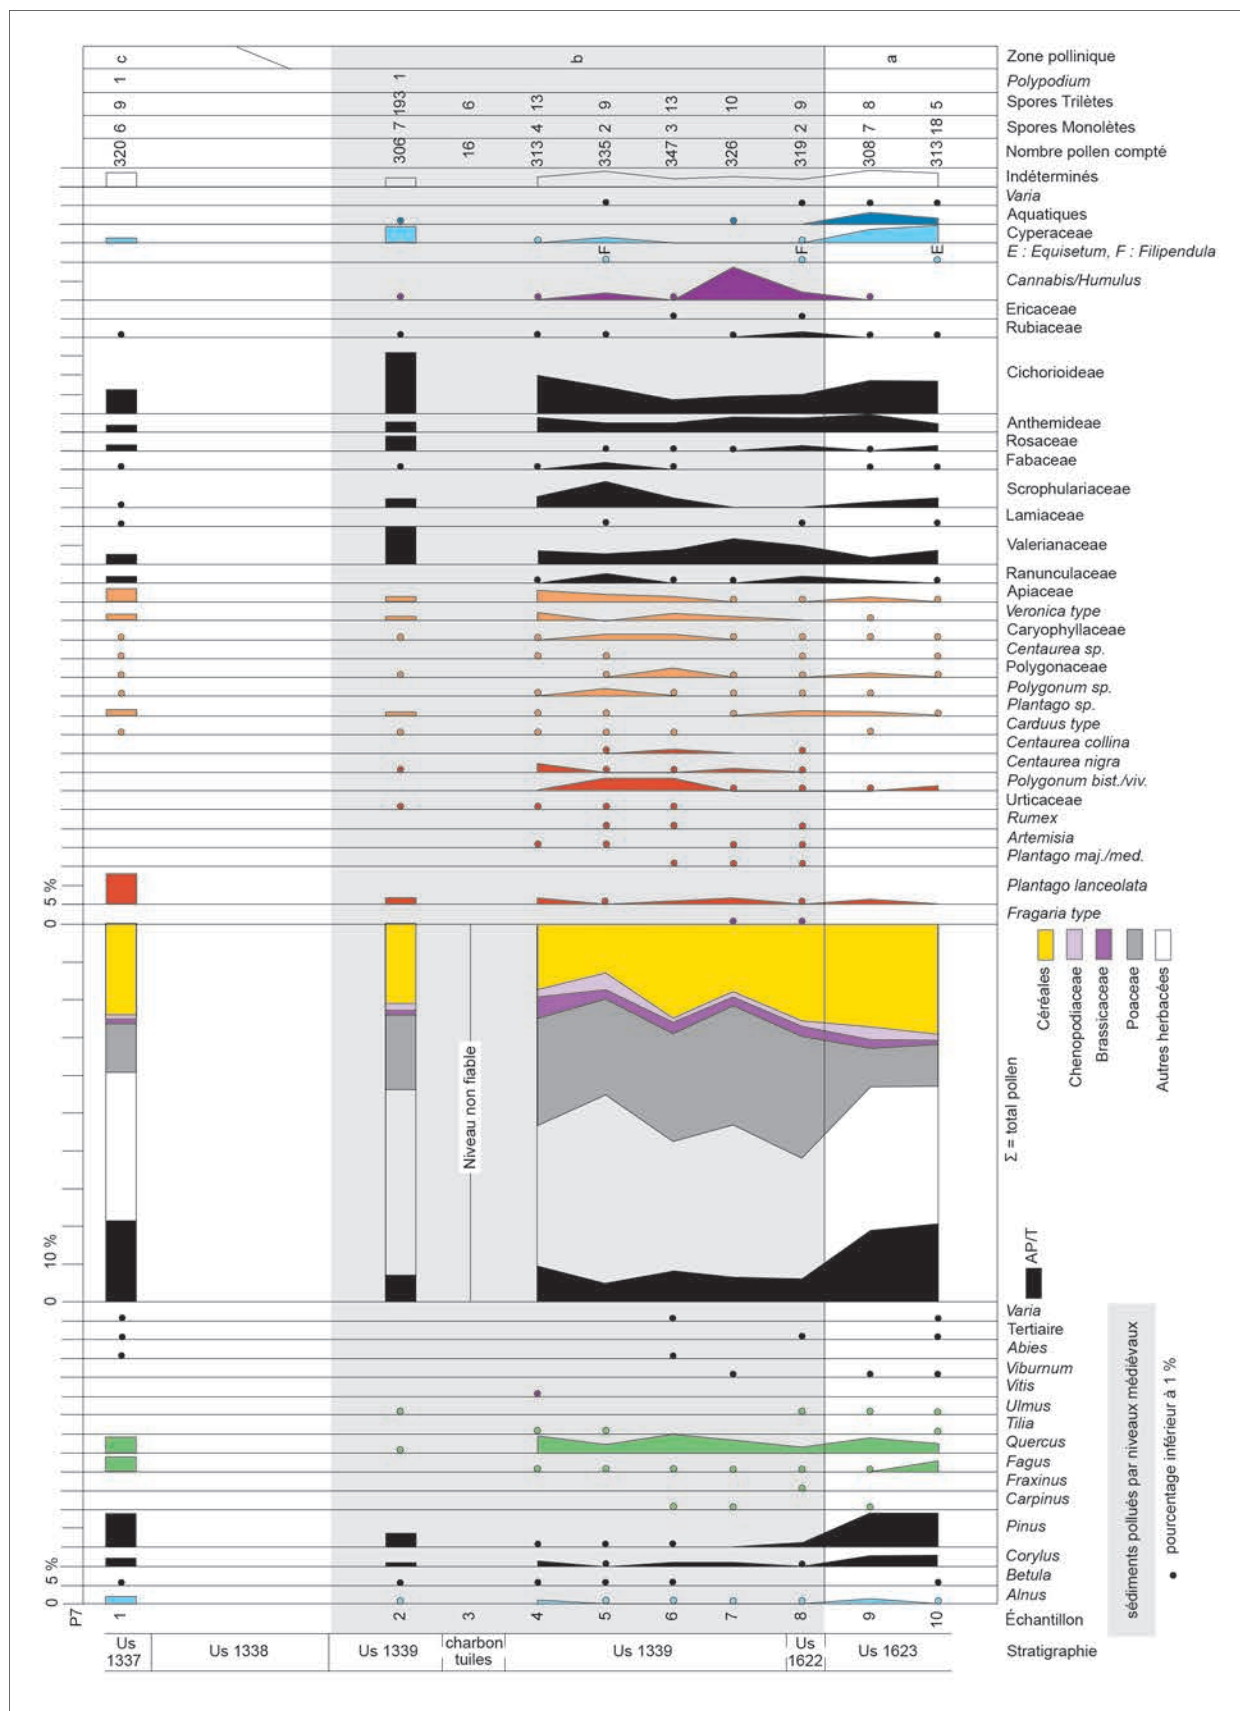 c
b
a
Zone pollinique
1
1
Polypodium
9
193
6
13
9
13
10
9
8
5
Spores Trilètes
6
7
4
2
3
2
7
18
Spores Monolètes
320
306
16
313
335
347
326
319
308
313
Nombre pollen compté
Indéterminés
Varia
Aquatiques
Cyperaceae
F
F
E
E : Equisetum, F : Filipendula
Cannabis/Humulus
Ericaceae
Rubiaceae
Cichorioideae
Anthemideae
Rosaceae
Fabaceae
Scrophulariaceae
Lamiaceae
Valerianaceae
Ranunculaceae
Apiaceae
Veronica type
Caryophyllaceae
Centaurea sp.
Polygonaceae
Polygonum sp.
Plantago sp.
Carduus type
Centaurea collina
Centaurea nigra
Polygonum bist./viv.
Urticaceae
Rumex
Artemisia
Plantago maj./med.
Plantago lanceolata
0 5 %
Fragaria type
Céréales
Chenopodiaceae
Brassicaceae
Poaceae
Autres herbacées
Niveau non fiable
Σ = total pollen
AP/T
0 10 %
Varia
Tertiaire
Abies
Viburnum
Vitis
Ulmus
Tilia
Quercus
Fagus
Fraxinus
Carpinus
Pinus
Corylus
Betula
Alnus
0 5 %
sédiments pollués par niveaux médiévaux
• pourcentage inférieur à 1 %
P7
1
2
3
4
5
6
7
8
9
10
Échantillon
Us 1337
Us 1338
Us 1339
charbon tuiles
Us 1339
Us 1622
Us 1623
Stratigraphie